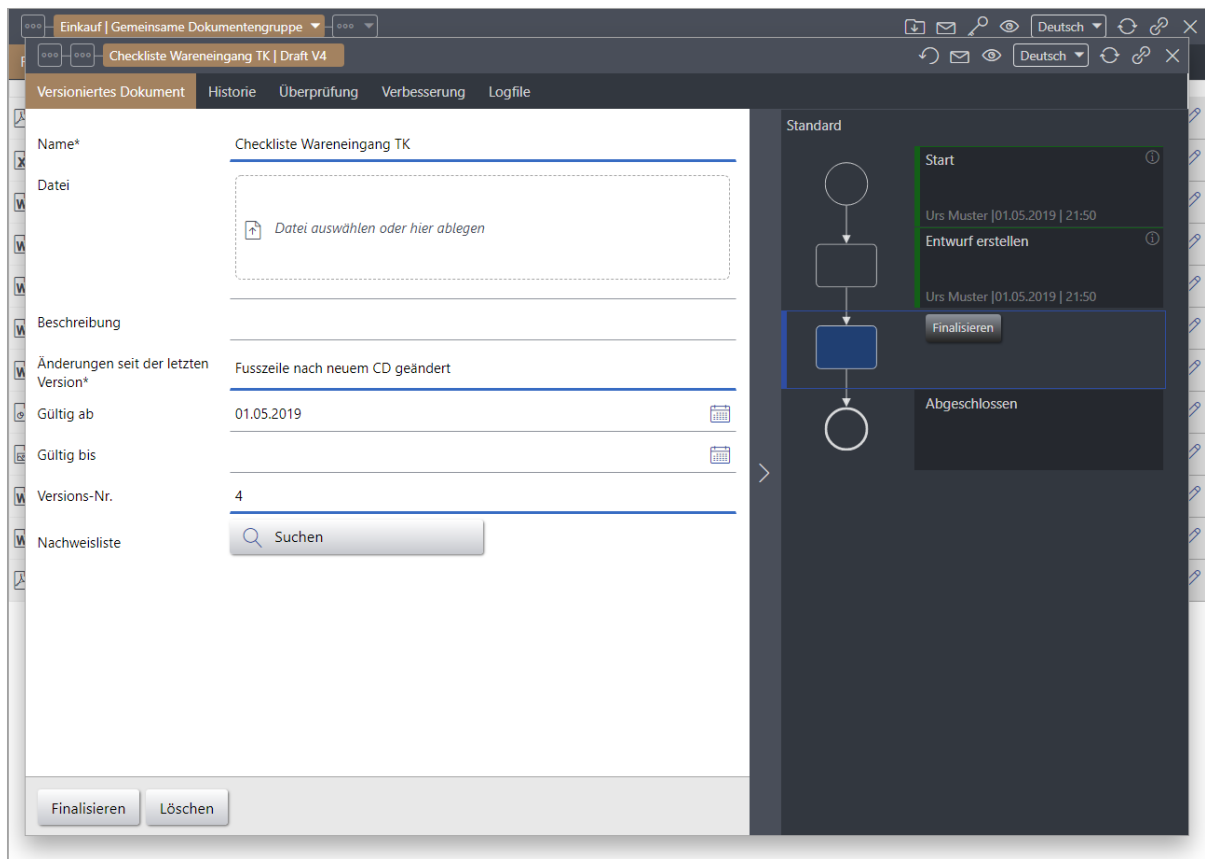 Einkauf | Gemeinsame Dokumentengruppe
Deutsch
Checkliste Wareneingang TK | Draft V4
Deutsch
Versioniertes Dokument
Historie
Überprüfung
Verbesserung
Logfile
Name*
Checkliste Wareneingang TK
Datei
Datei auswählen oder hier ablegen
Beschreibung
Änderungen seit der letzten
Version*
Fusszeile nach neuem CD geändert
Gültig ab
01.05.2019
Gültig bis
Versions-Nr.
4
Nachweisliste
Suchen
Finalisieren
Löschen
Standard
Start
Urs Muster |01.05.2019 | 21:50
Entwurf erstellen
Urs Muster |01.05.2019 | 21:50
Finalisieren
Abgeschlossen